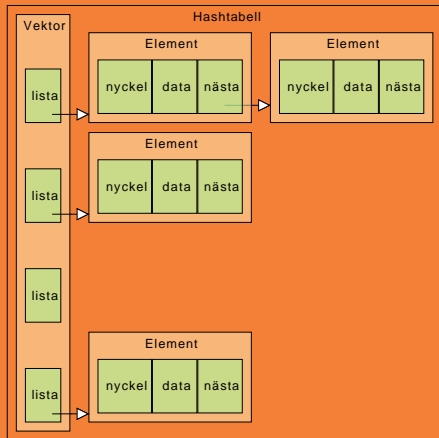 Hashtabell
Vektor
Element
Element
lista
nyckel data nästa
nyckel data nästa
Element
lista
nyckel data nästa
lista
Element
lista
nyckel data nästa